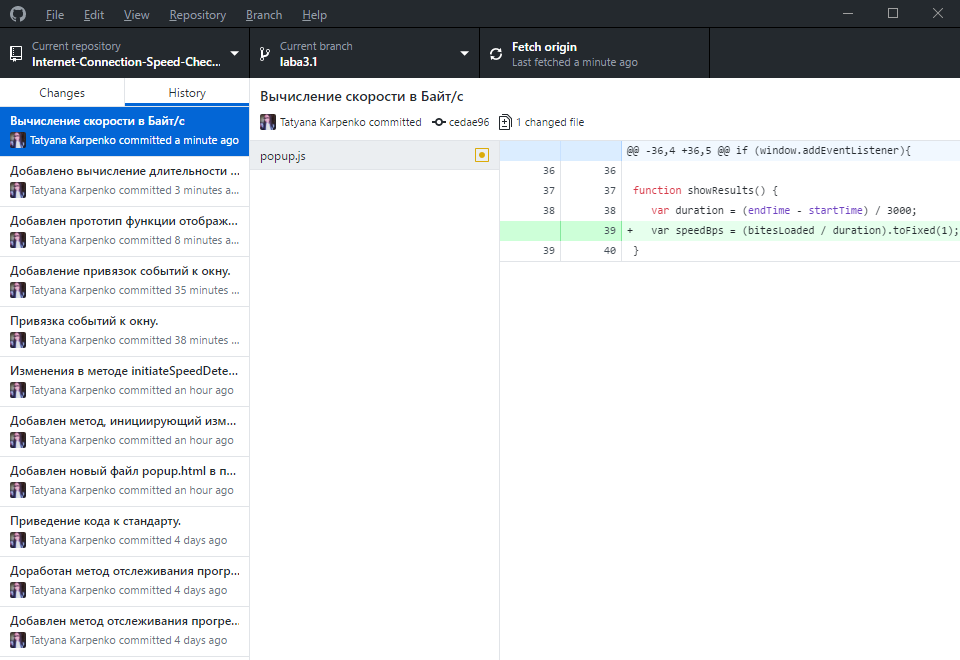 File Edit View Repository Branch Help
Current repository
Internet-Connection-Speed-Chec...
Current branch
laba3.1
Fetch origin
Last fetched a minute ago
Changes
History
Вычисление скорости в Байт/с
Tatyana Karpenko committed a minute ago
Добавлено вычисление длительности ...
Tatyana Karpenko committed 3 minutes a...
Добавлен прототип функции отображ...
Tatyana Karpenko committed 8 minutes a...
Добавление привязок событий к окну.
Tatyana Karpenko committed 35 minutes ...
Привязка событий к окну.
Tatyana Karpenko committed 38 minutes ...
Изменения в методе initiateSpeedDete...
Tatyana Karpenko committed an hour ago
Добавлен метод, инициирующий изм...
Tatyana Karpenko committed an hour ago
Добавлен новый файл popup.html в п...
Tatyana Karpenko committed an hour ago
Приведение кода к стандарту.
Tatyana Karpenko committed 4 days ago
Доработан метод отслеживания прогр...
Tatyana Karpenko committed 4 days ago
Добавлен метод отслеживания прогре...
Tatyana Karpenko committed 4 days ago
Вычисление скорости в Байт/с
Tatyana Karpenko committed cedae96 1 changed file
popup.js
@@ -36,4 +36,5 @@ if (window.addEventListener){
36 36
37 37 function showResults() {
38 38 var duration = (endTime - startTime) / 3000;
39 + var speedBps = (bitesLoaded / duration).toFixed(1);
39 40 }